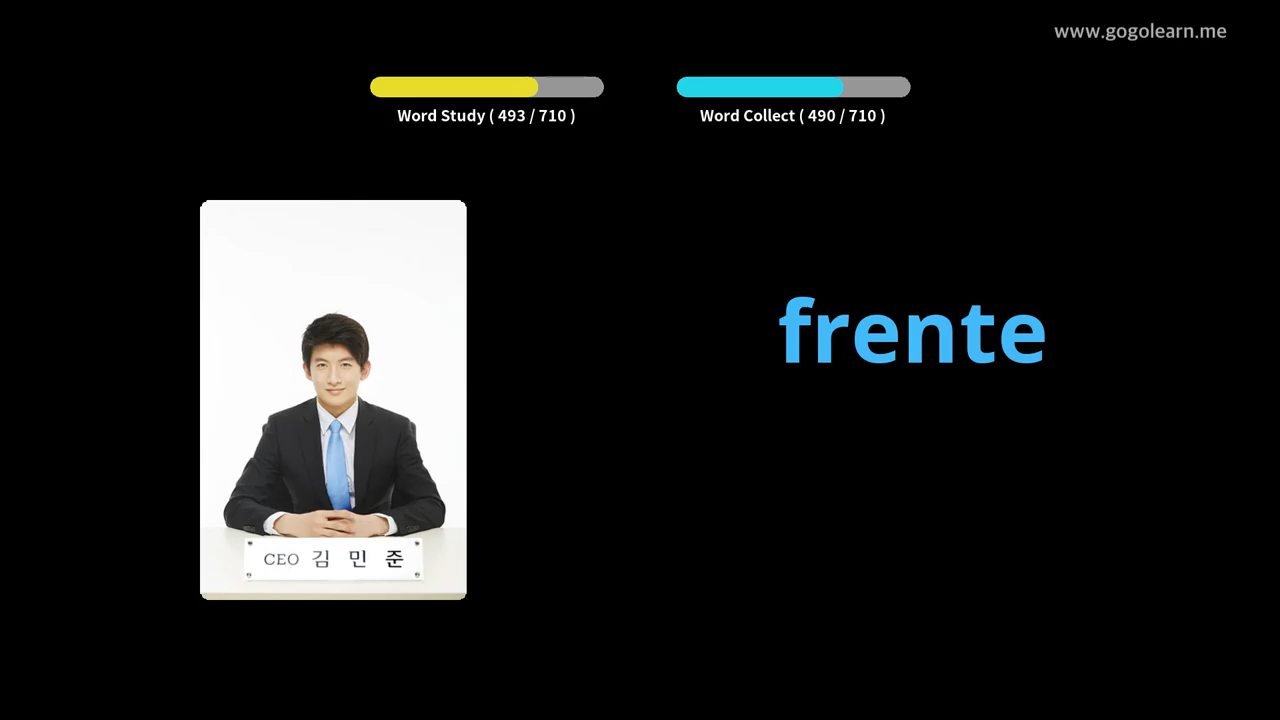 www.gogolearn.me
Word Study ( 493 / 710 )
Word Collect ( 490 / 710 )
frente
CEO 김 민 준